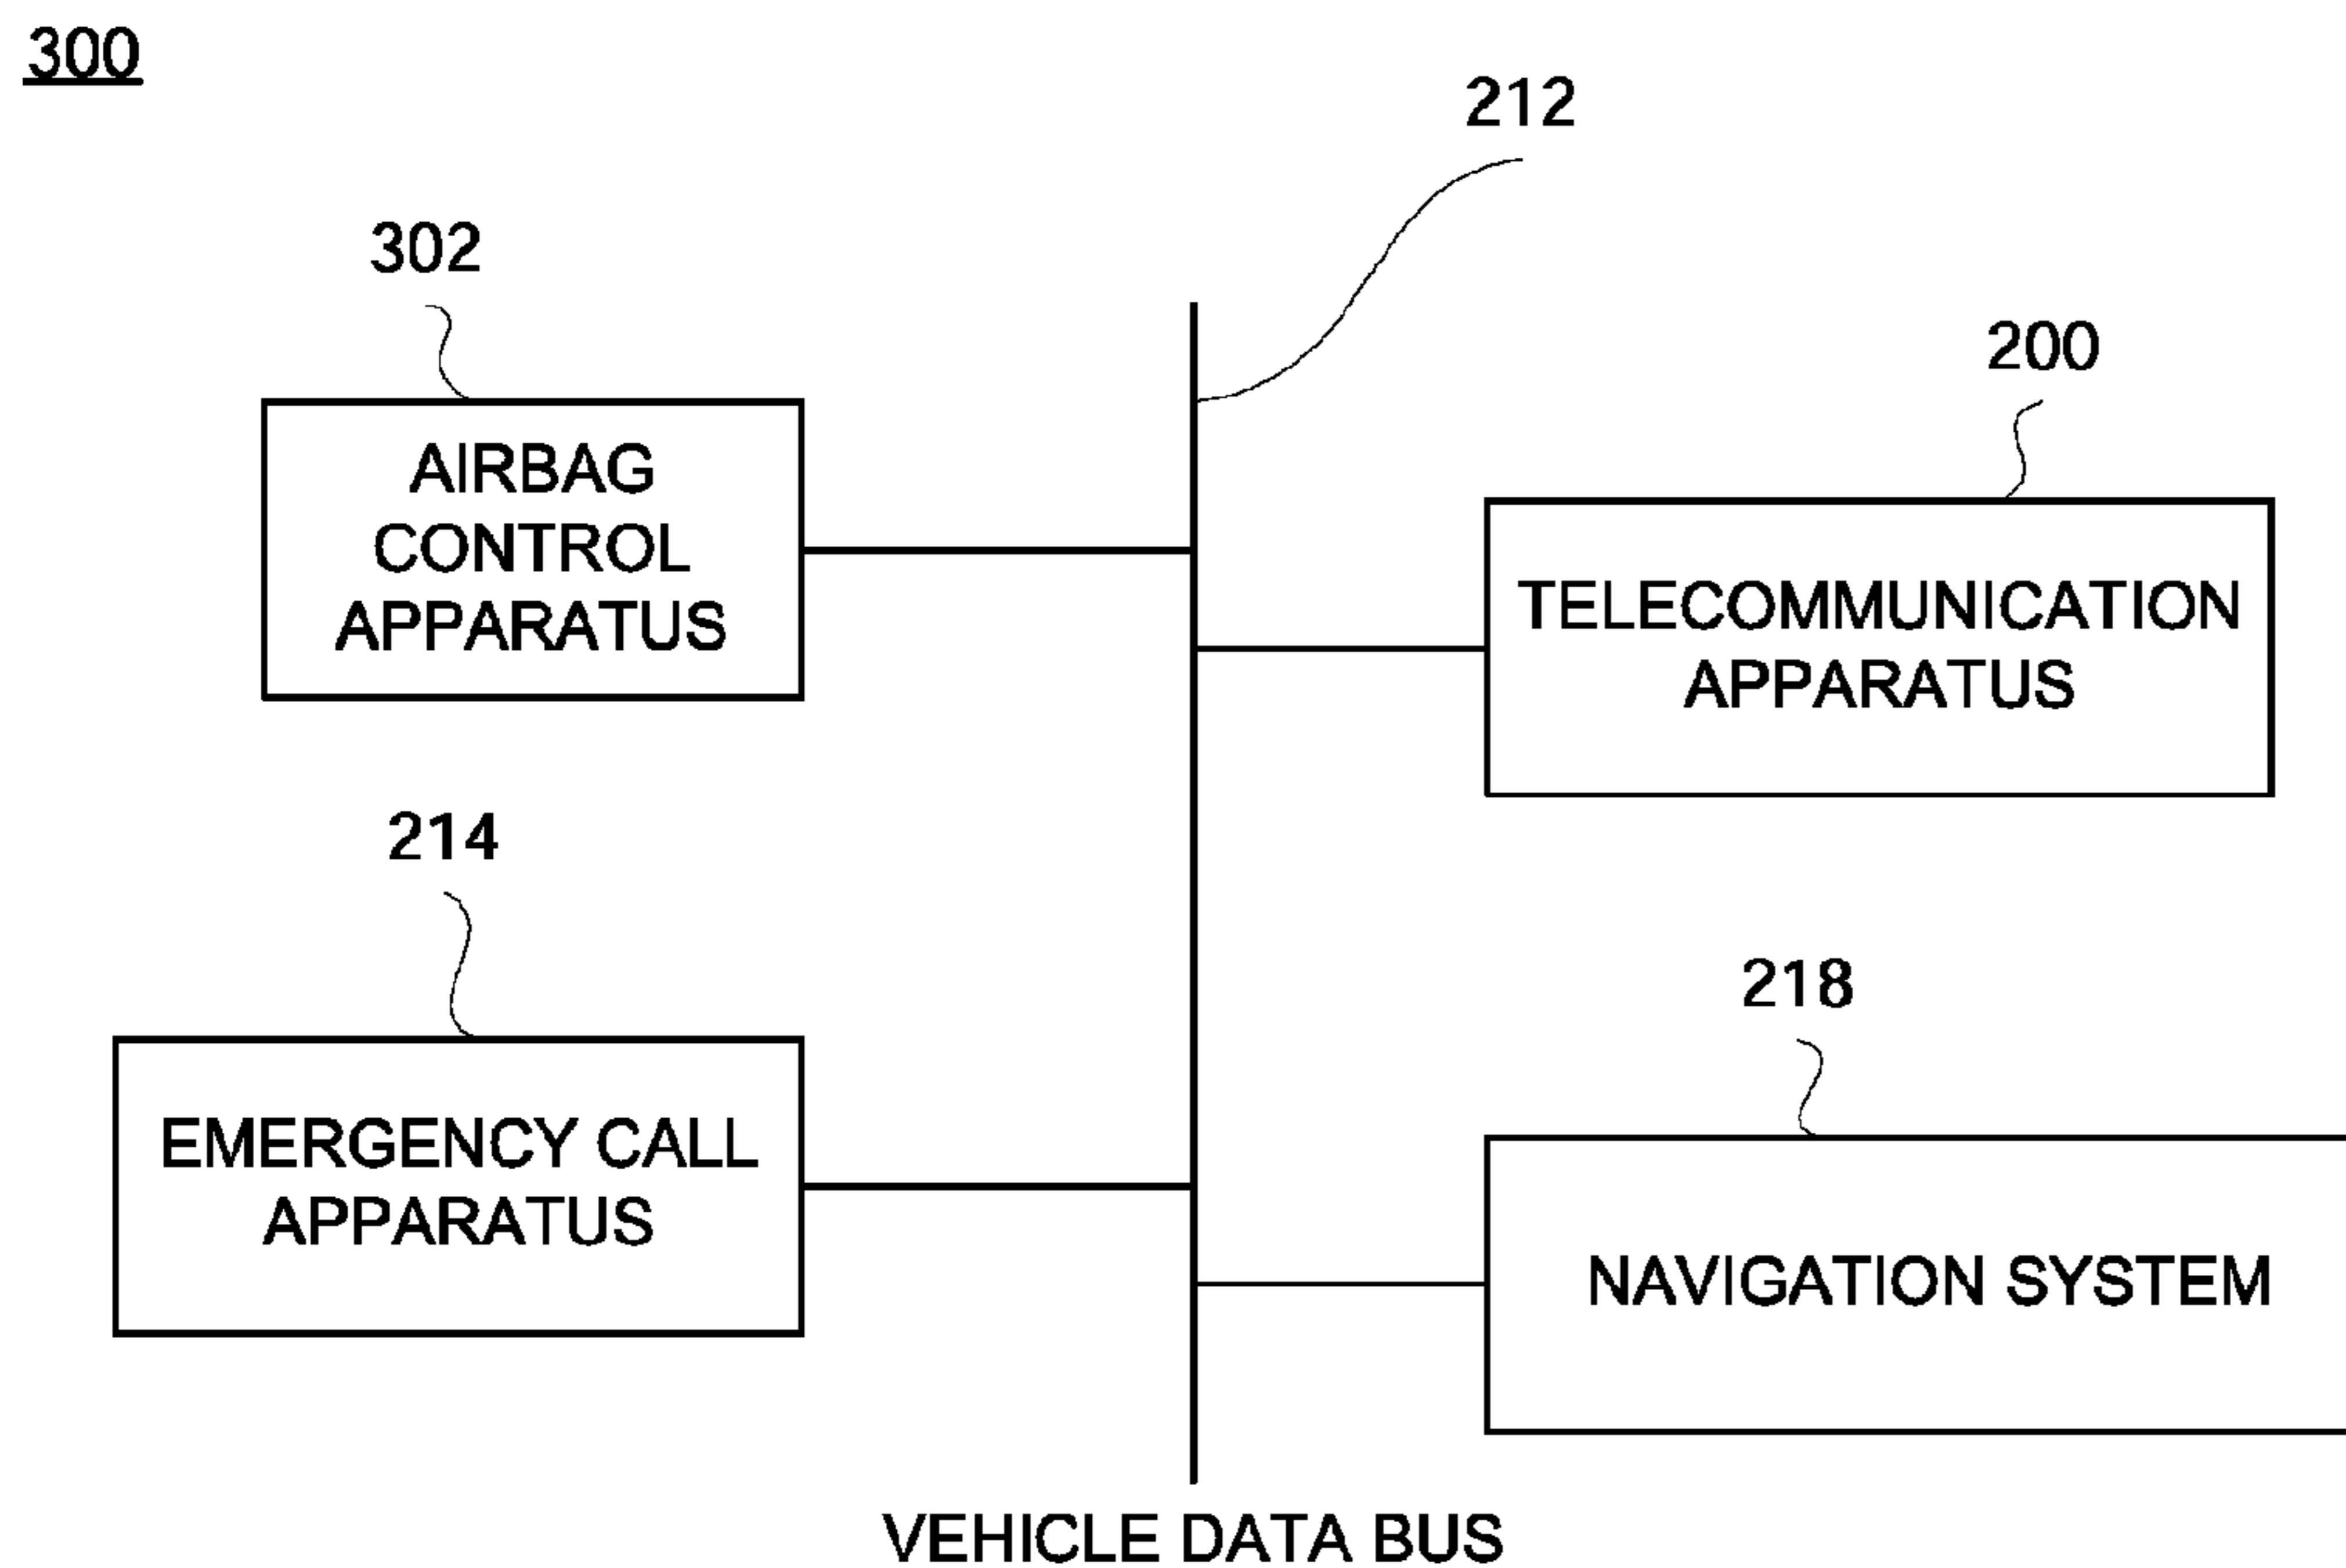 300
212
302
200
AIRBAG
CONTROL
APPARATUS
TELECOMMUNICATION
APPARATUS
214
218
EMERGENCY CALL
APPARATUS
NAVIGATION SYSTEM
VEHICLE DATA BUS